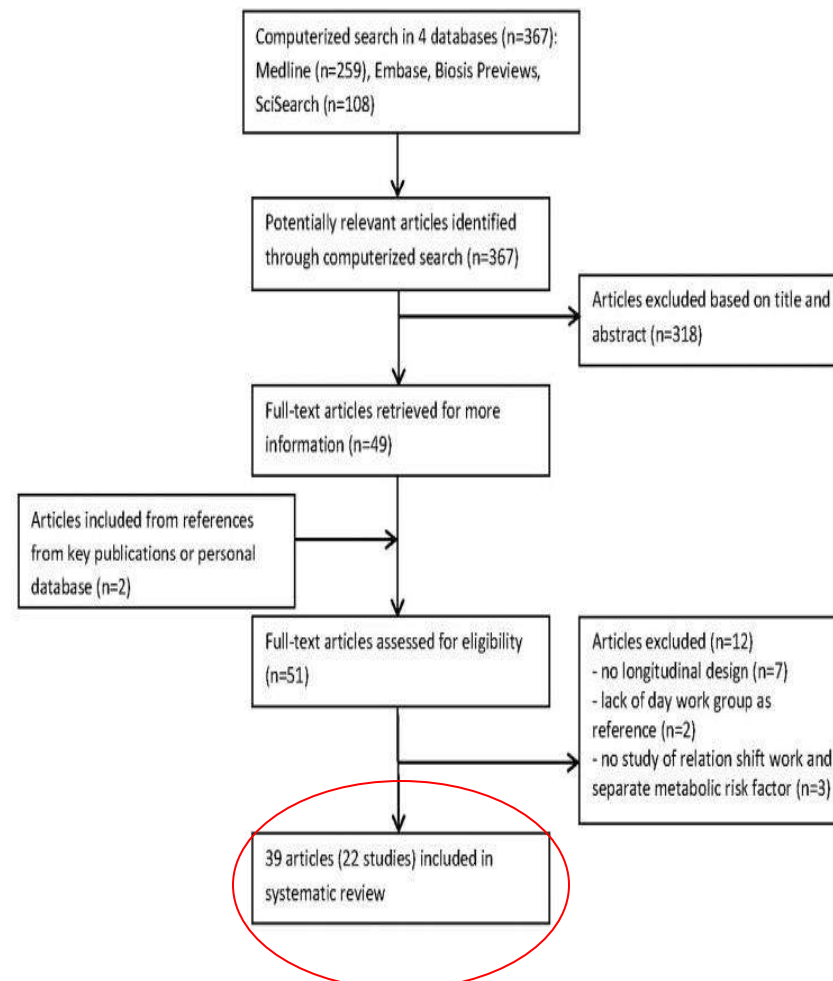 Computerized search in 4 databases (n=367):
Medline (n=259), Embase, Biosis Previews,
SciSearch (n=108)
Potentially relevant articles identified
through computerized search (n=367)
Articles excluded based on title and
abstract (n=318)
Full-text articles retrieved for more
information (n=49)
Articles included from references
from key publications or personal
database (n=2)
Full-text articles assessed for eligibility
(n=51)
Articles excluded (n=12)
- no longitudinal design (n=7)
- lack of day work group as
reference (n=2)
- no study of relation shift work and
separate metabolic risk factor (n=3)
39 articles (22 studies) included in
systematic review